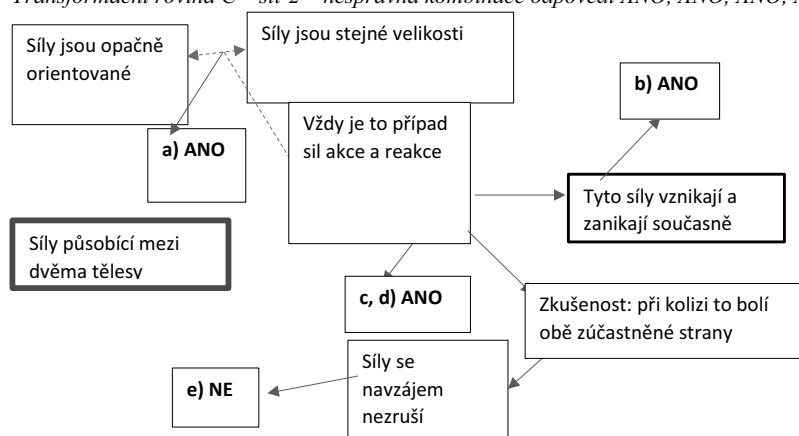 Transformační rovina C – síť 2 – nesprávná kombinace odpovědí ANO, ANO, ANO,
Síly jsou opačně
orientované
Síly jsou stejné velikosti
b) ANO
Vždy je to případ
sil akce a reakce
a) ANO
Tyto síly vznikají a
zanikají současně
Síly působící mezi
dvěma tělesy
c, d) ANO
Zkušenost: při kolizi to bolí
obě zúčastněné strany
Síly se
navzájem
nezruší
e) NE